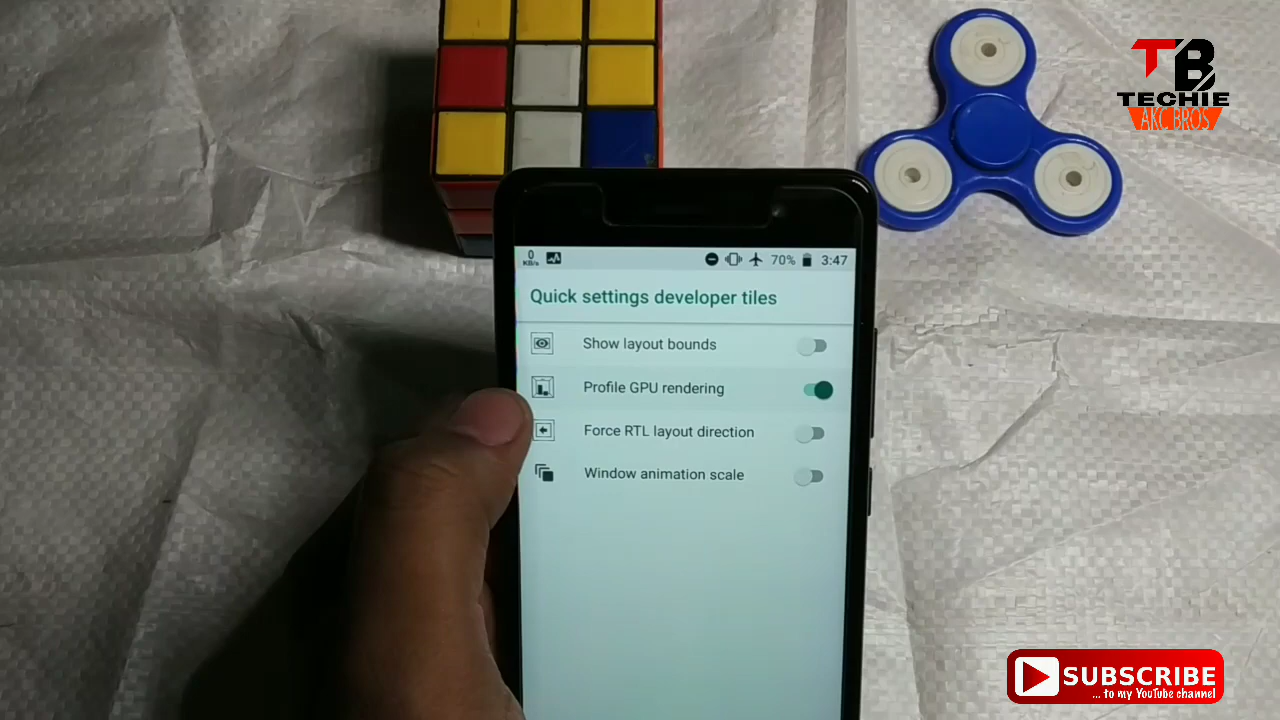 TB
TECHIE
AKC BROS
0
KB/s
70%
3:47
Quick settings developer tiles
Show layout bounds
Profile GPU rendering
Force RTL layout direction
Window animation scale
SUBSCRIBE
... to my YouTube channel